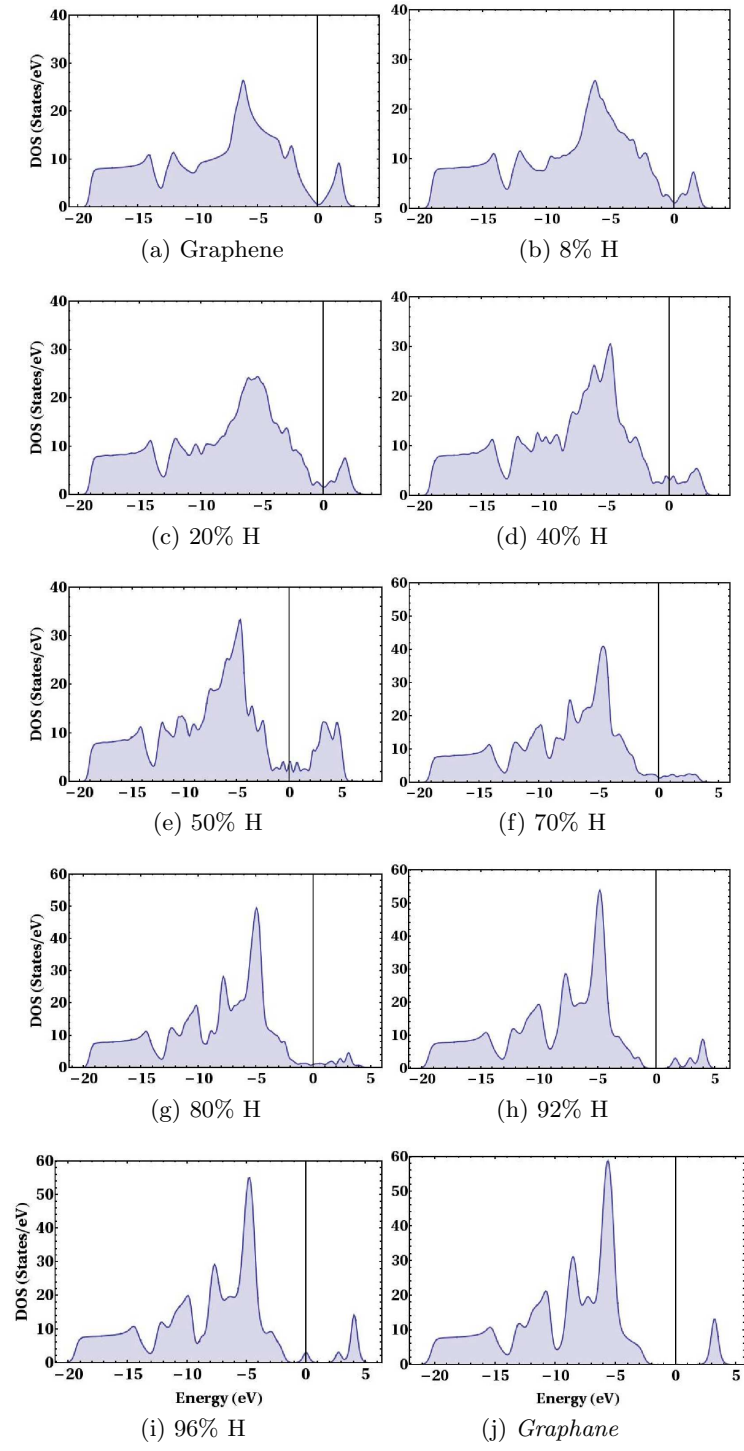 40
30
20
10
0
DOS (States/eV)
−20 −15 −10 −5 0 5
(a) Graphene
40
30
20
10
0
−20 −15 −10 −5 0
(b) 8% H
40
30
20
10
0
DOS (States/eV)
−20 −15 −10 −5 0
(c) 20% H
40
30
20
10
0
−20 −15 −10 −5 0
(d) 40% H
40
30
20
10
0
DOS (States/eV)
−20 −15 −10 −5 0 5
(e) 50% H
60
50
40
30
20
10
0
−20 −15 −10 −5 0 5
(f) 70% H
60
50
40
30
20
10
0
DOS (States/eV)
−20 −15 −10 −5 0 5
(g) 80% H
60
50
40
30
20
10
0
−20 −15 −10 −5 0 5
(h) 92% H
60
50
40
30
20
10
0
DOS (States/eV)
−20 −15 −10 −5 0 5
Energy (eV)
(i) 96% H
60
50
40
30
20
10
0
−20 −15 −10 −5 0 5
Energy (eV)
(j) Graphane